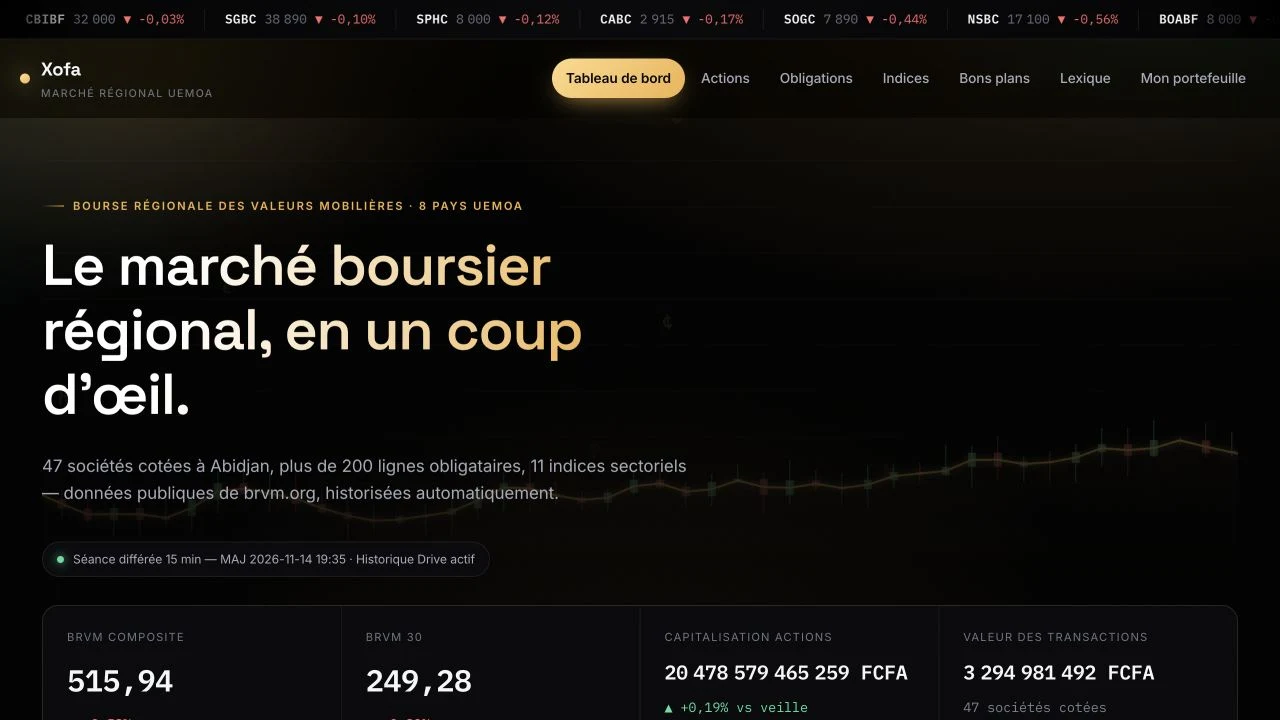 CBIBF 32 000 ▼ -0,03% SGBC 38 890 ▼ -0,10% SPHC 8 000 ▼ -0,12% CABC 2 915 ▼ -0,17% SOGC 7 890 ▼ -0,44% NSBC 17 100 ▼ -0,56% BOABF 8 000 ▼
Xofa
MARCHÉ RÉGIONAL UEMOA
Tableau de bord Actions Obligations Indices Bons plans Lexique Mon portefeuille
BOURSE RÉGIONALE DES VALEURS MOBILIÈRES · 8 PAYS UEMOA
Le marché boursier
régional, en un coup
d’œil.
47 sociétés cotées à Abidjan, plus de 200 lignes obligataires, 11 indices sectoriels
— données publiques de brvm.org, historisées automatiquement.
Séance différée 15 min — MAJ 2026-11-14 19:35 · Historique Drive actif
BRVM COMPOSITE BRVM 30 CAPITALISATION ACTIONS VALEUR DES TRANSACTIONS
515,94 249,28 20 478 579 465 259 FCFA 3 294 981 492 FCFA
▲ +0,19% vs veille 47 sociétés cotées